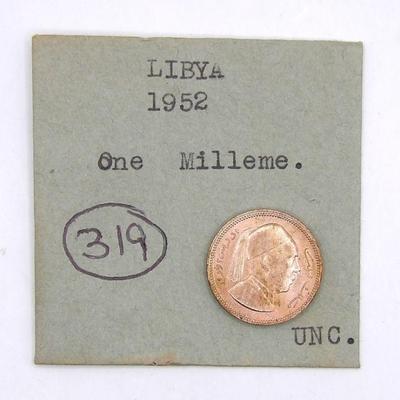 LIBYA
1952
One Milleme.
319
UNC.